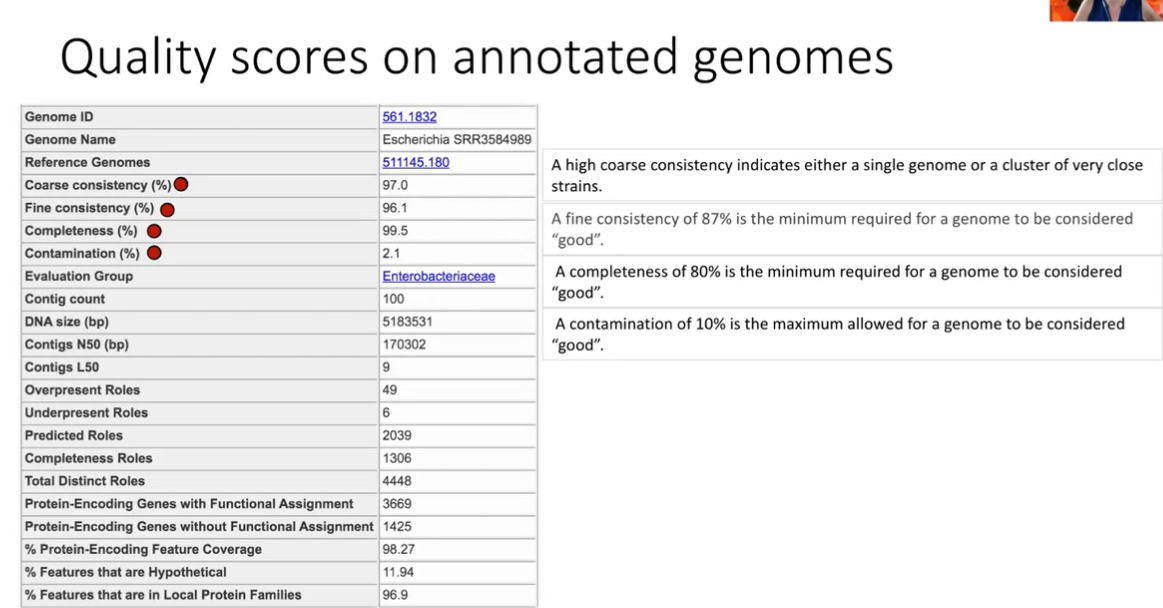 Quality scores on annotated genomes
Genome ID 561.1832
Genome Name Escherichia SRR3584989
Reference Genomes 511145.180
Coarse consistency (%) 97.0
Fine consistency (%) 96.1
Completeness (%) 99.5
Contamination (%) 2.1
Evaluation Group Enterobacteriaceae
Contig count 100
DNA size (bp) 5183531
Contigs N50 (bp) 170302
Contigs L50 9
Overpresent Roles 49
Underpresent Roles 6
Predicted Roles 2039
Completeness Roles 1306
Total Distinct Roles 4448
Protein-Encoding Genes with Functional Assignment 3669
Protein-Encoding Genes without Functional Assignment 1425
% Protein-Encoding Feature Coverage 98.27
% Features that are Hypothetical 11.94
% Features that are in Local Protein Families 96.9
A high coarse consistency indicates either a single genome or a cluster of very close
strains.
A fine consistency of 87% is the minimum required for a genome to be considered
“good”.
A completeness of 80% is the minimum required for a genome to be considered
“good”.
A contamination of 10% is the maximum allowed for a genome to be considered
“good”.